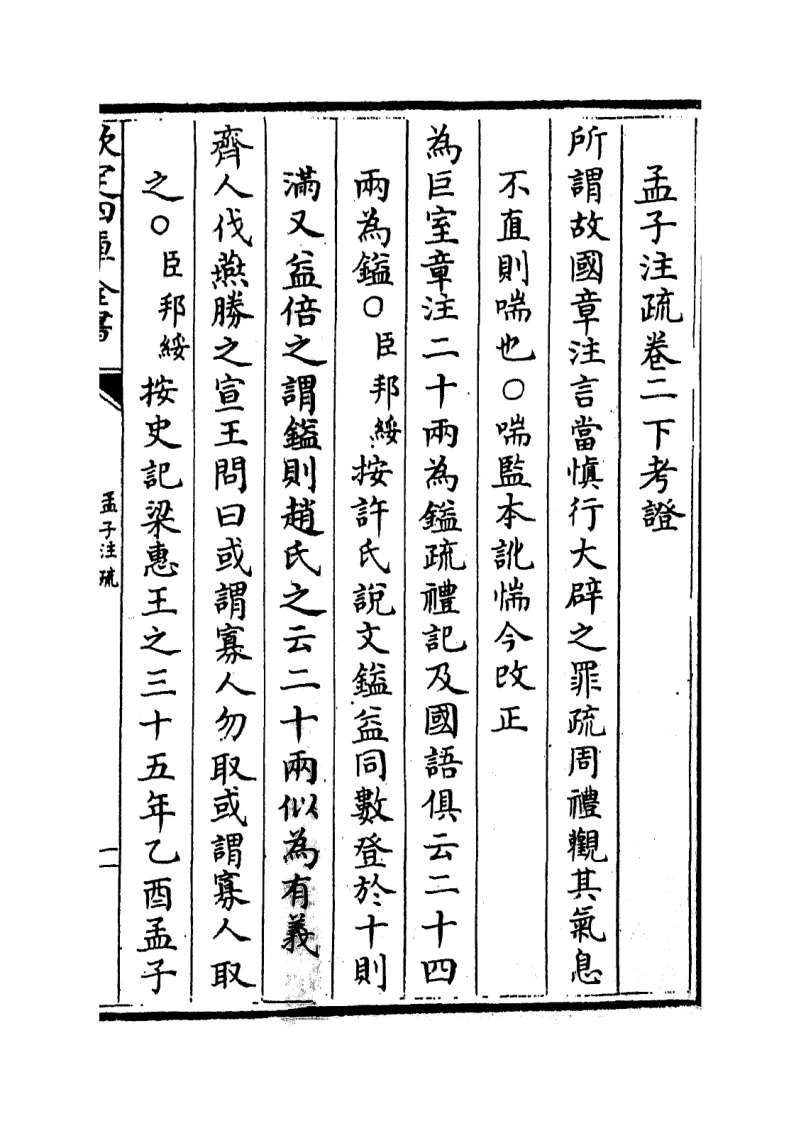 孟子注疏卷二下考證
所謂故國章注言當慎行大辟之罪疏周禮觀其氣息
不直則喘也○喘監本訛惴今改正
為巨室章注二十兩為鎰疏禮記及國語俱云二十四
兩為鎰○臣邦綏按許氏說文鎰益同數登於十則
滿又益倍之謂鎰則趙氏之云二十兩似為有義
齊人伐燕勝之宣王問曰或謂寡人勿取或謂寡人取
之○臣邦綏按史記梁惠王之三十五年乙酉孟子
欽定四庫全書
孟子注疏
一